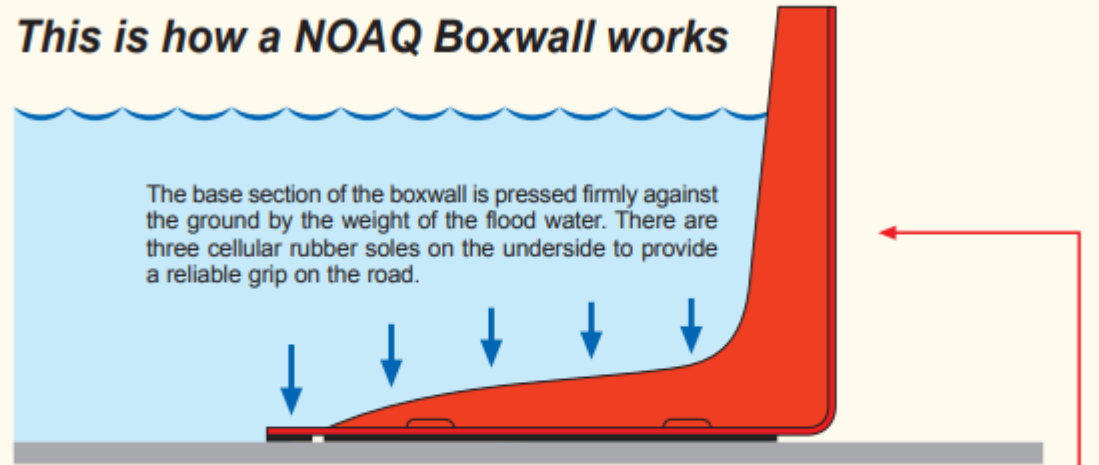 This is how a NOAQ Boxwall works
The base section of the boxwall is pressed firmly against
the ground by the weight of the flood water. There are
three cellular rubber soles on the underside to provide
a reliable grip on the road.